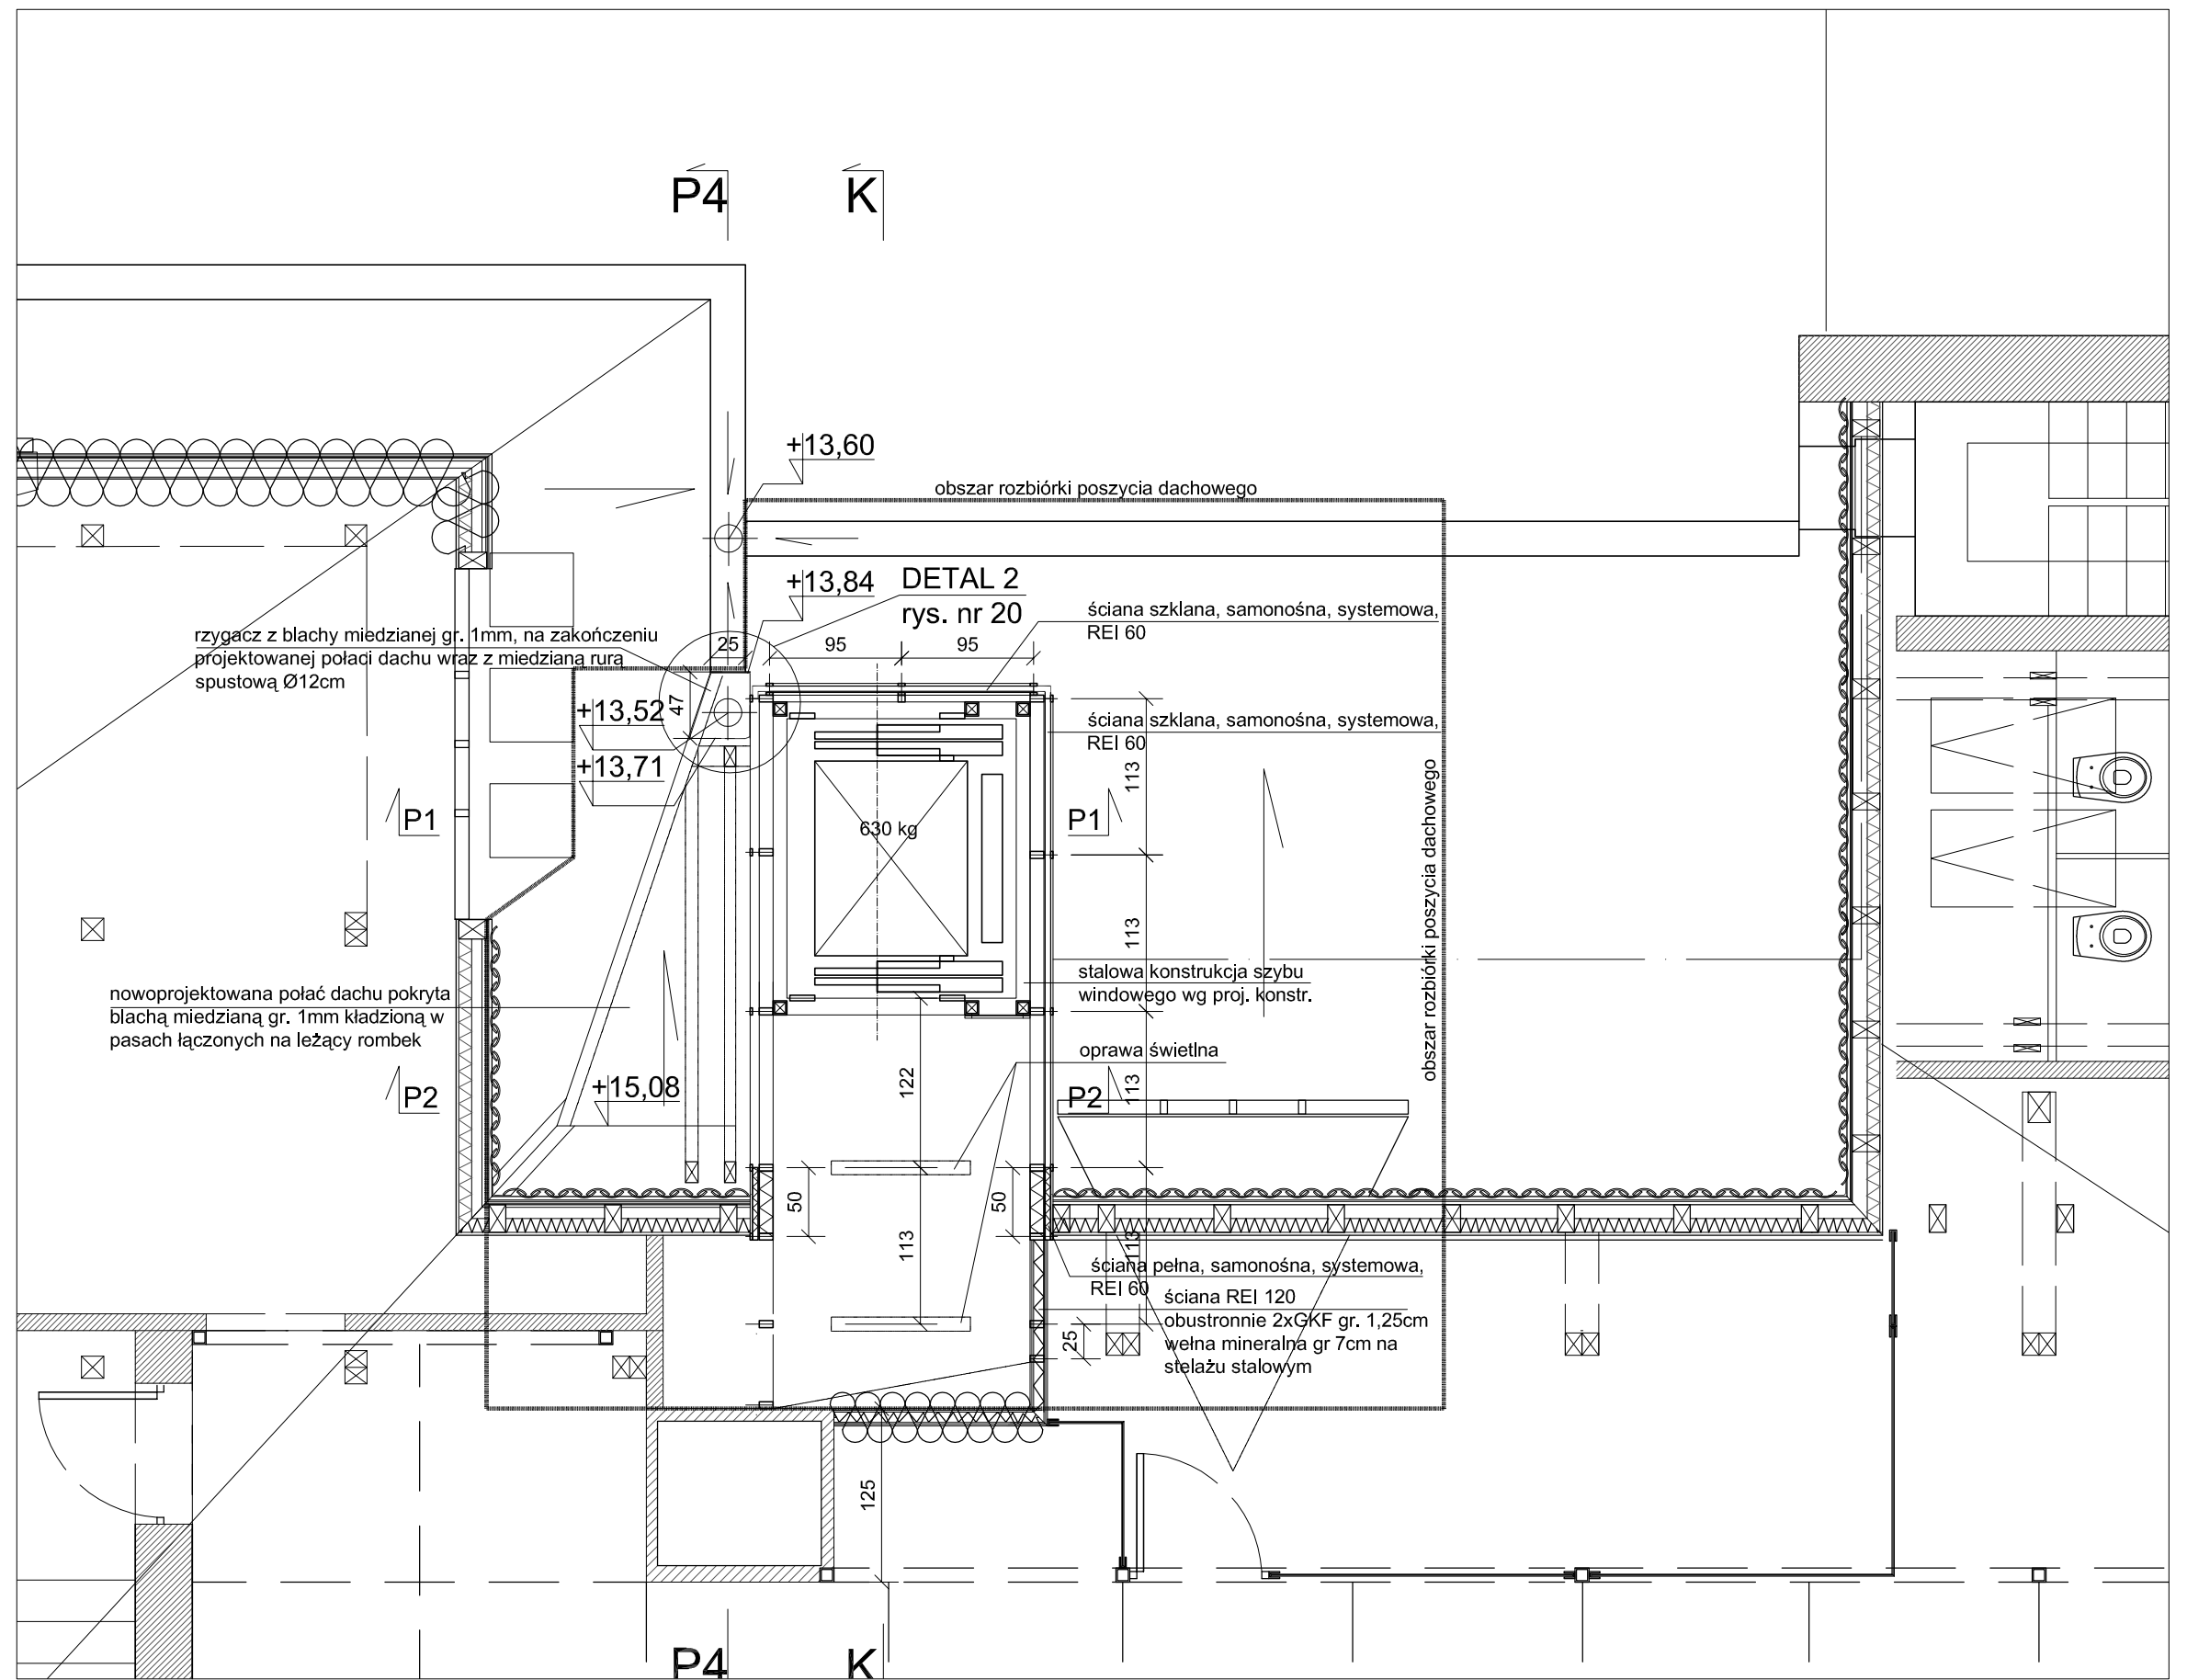 P4
K
+13,60
obszar rozbiórki poszycia dachowego
+13,84
DETAL 2
rys. nr 20
ściana szklana, samonośna, systemowa,
REI 60
rzygacz z blachy miedzianej gr. 1mm, na zakończeniu
projektowanej połaci dachu wraz z miedzianą rurą
spustową Ø12cm
25
95
95
47
+13,52
+13,71
ściana szklana, samonośna, systemowa,
REI 60
113
P1
P1
630 kg
obszar rozbiórki poszycia dachowego
113
stalowa konstrukcja szybu
windowego wg proj. konstr.
nowoprojektowana połać dachu pokryta
blachą miedzianą gr. 1mm kładzioną w
pasach łączonych na leżący rombek
oprawa świetlna
122
+15,08
P2
P2
113
50
50
113
113
ściana pełna, samonośna, systemowa,
REI 60
ściana REI 120
obustronnie 2xGKF gr. 1,25cm
wełna mineralna gr 7cm na
stelażu stalowym
25
125
P4
K